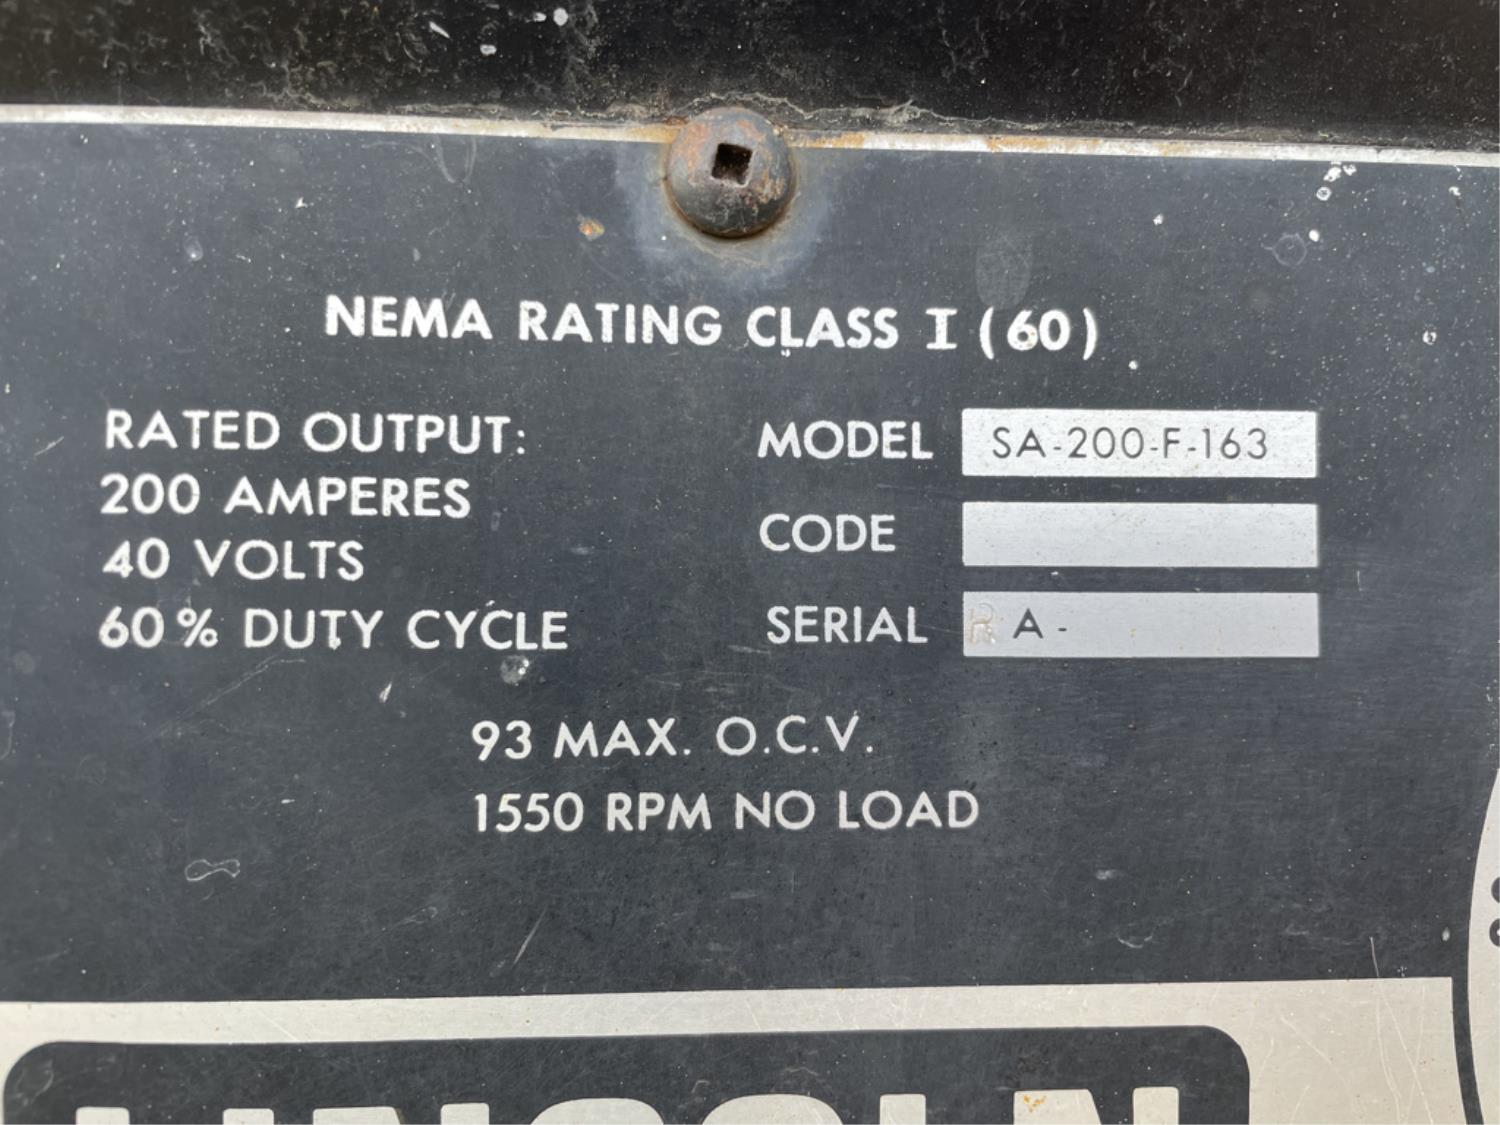 NEMA RATING CLASS I (60)
RATED OUTPUT:
200 AMPERES
40 VOLTS
60% DUTY CYCLE
MODEL SA-200-F-163
CODE
SERIAL A-
93 MAX. O.C.V.
1550 RPM NO LOAD
LINCOLN